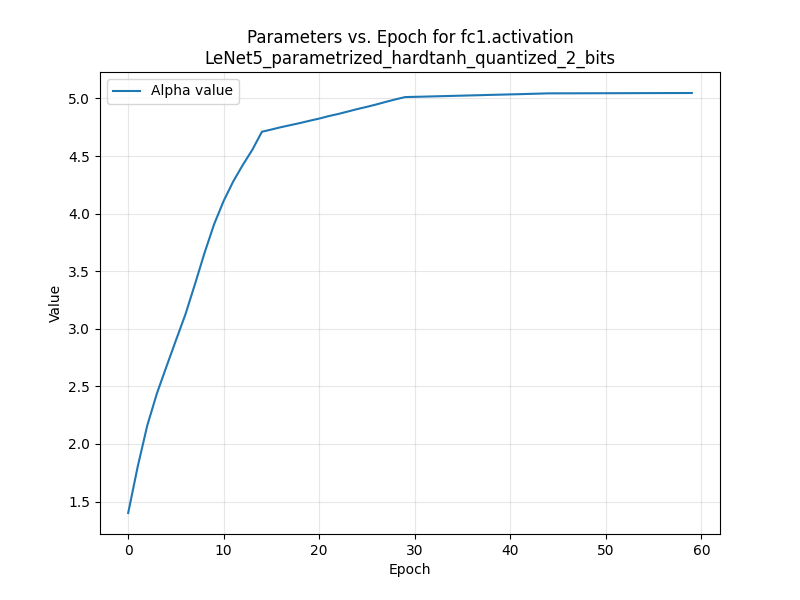 Parameters vs. Epoch for fc1.activation
LeNet5_parametrized_hardtanh_quantized_2_bits
Alpha value
5.0
4.5
4.0
3.5
3.0
2.5
2.0
1.5
Value
0 10 20 30 40 50 60
Epoch